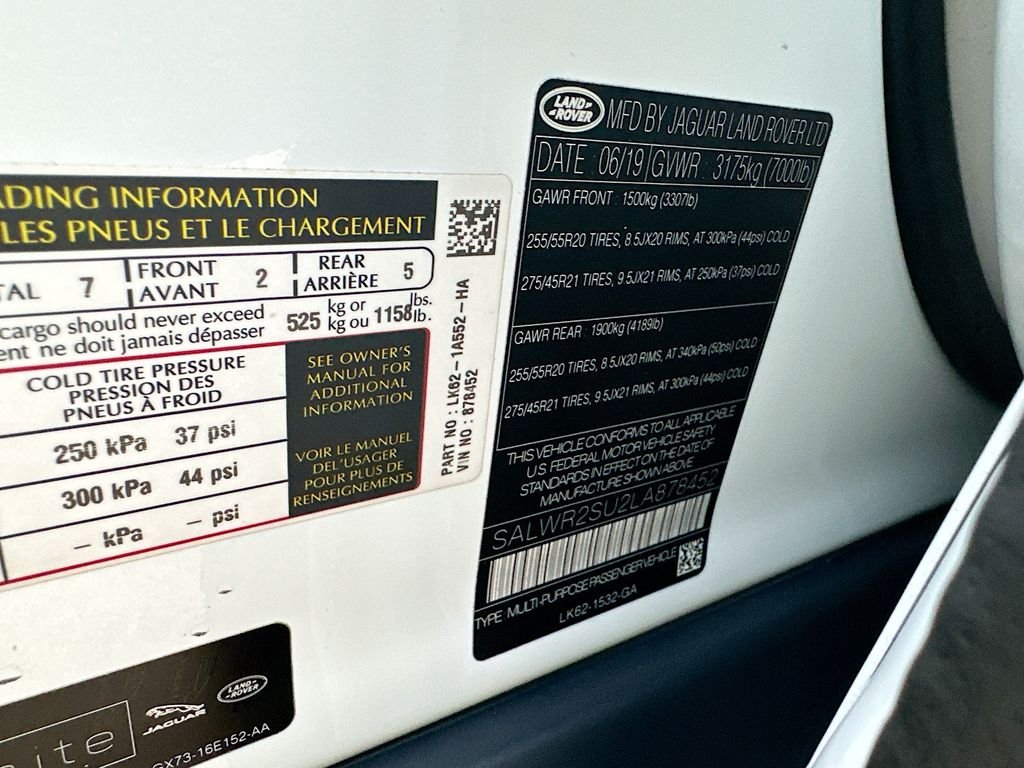 ADING INFORMATION
LES PNEUS ET LE CHARGEMENT
TAL 7 FRONT AVANT 2 REAR ARRIÈRE 5
cargo should never exceed
ent ne doit jamais dépasser
525 kg or 1158 lbs.
kg ou lb.
COLD TIRE PRESSURE
PRESSION DES
PNEUS À FROID
250 kPa 37 psi
300 kPa 44 psi
– kPa – psi
SEE OWNER'S
MANUAL FOR
ADDITIONAL
INFORMATION
VOIR LE MANUEL
DEL'USAGER
POUR PLUS DE
RENSEIGNEMENTS
PART NO : LK62-1A552-HA
VIN NO : 878452
LAND ROVER
MFD BY JAGUAR LAND ROVER LTD
DATE : 06/19 GVWR : 3175kg (7000lb)
GAWR FRONT : 1500kg (3307lb)
255/55R20 TIRES, 8.5JX20 RIMS, AT 300kPa (44psi) COLD
275/45R21 TIRES, 9.5JX21 RIMS, AT 250kPa (37psi) COLD
GAWR REAR : 1900kg (4189lb)
255/55R20 TIRES, 8.5JX20 RIMS, AT 340kPa (50psi) COLD
275/45R21 TIRES, 9.5JX21 RIMS, AT 300kPa (44psi) COLD
THIS VEHICLE CONFORMS TO ALL APPLICABLE
U.S. FEDERAL MOTOR VEHICLE SAFETY
STANDARDS IN EFFECT ON THE DATE OF
MANUFACTURE SHOWN ABOVE
SALWR2SU2LA878452
TYPE MULTI-PURPOSE PASSENGER VEHICLE
LK62-1532-GA
ite
JAGUAR
LAND ROVER
GX73-16E152-AA